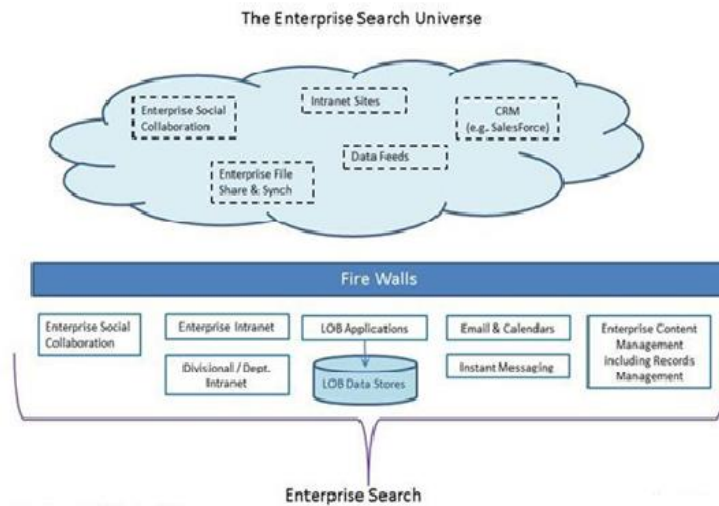 The Enterprise Search Universe
Enterprise Social
Collaboration
Intranet Sites
CRM
(e.g. SalesForce)
Data Feeds
Enterprise File
Share & Synch
Fire Walls
Enterprise Social
Collaboration
Enterprise Intranet
LOB Applications
Email & Calendars
Enterprise Content
Management
including Records
Management
Divisional / Dept.
Intranet
LOB Data Stores
Instant Messaging
Enterprise Search